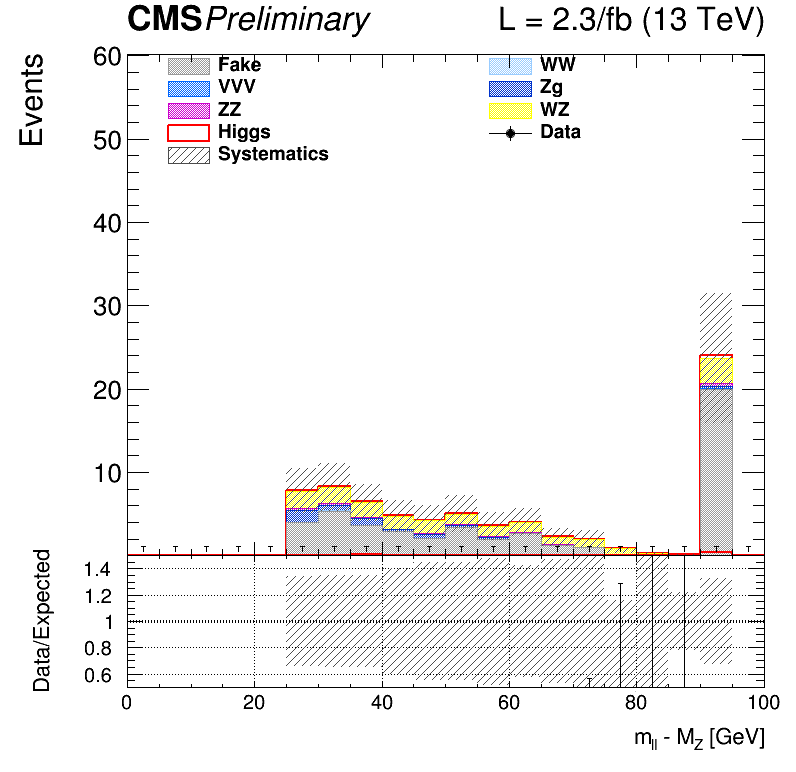 CMS Preliminary L = 2.3/fb (13 TeV)
Events
60
50
40
30
20
10
Fake WW
VVV Zg
ZZ WZ
Higgs Data
Systematics
Data/Expected
1.4
1.2
1
0.8
0.6
0 20 40 60 80 100
mll - MZ [GeV]